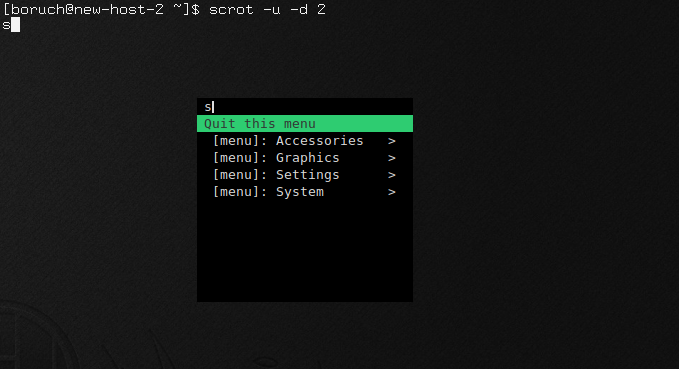 [boruch@new-host-2 ~]$ scrot -u -d 2
s
s
Quit this menu
[menu]: Accessories >
[menu]: Graphics >
[menu]: Settings >
[menu]: System >